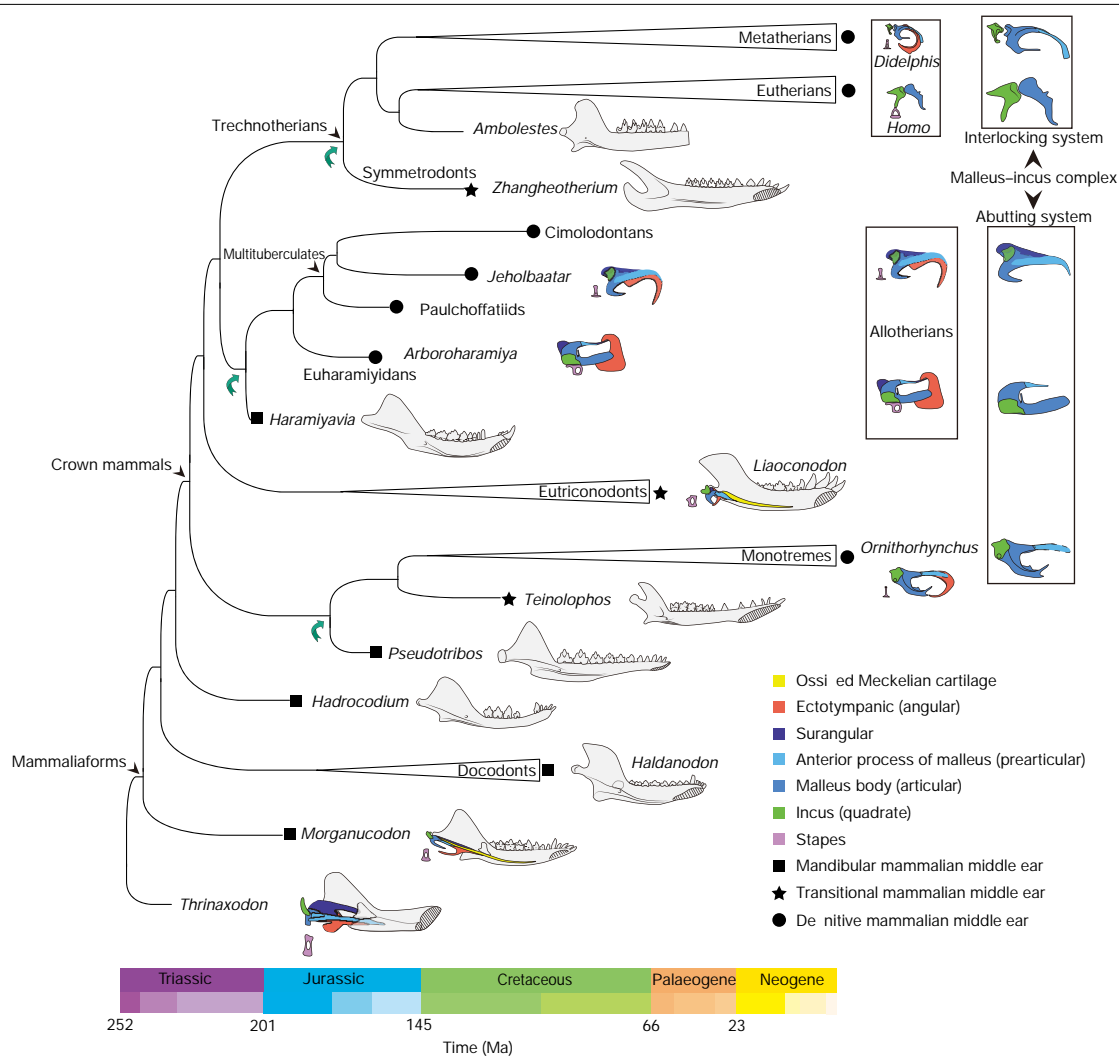 Metatherians
Didelphis
Eutherians
Homo
Trechnotherians
Ambolestes
Interlocking system
Symmetrodonts
Zhangheotherium
Malleus–incus complex
Abutting system
Cimolodontans
Multituberculates
Jeholbaatar
Paulchoffatiids
Allotherians
Arboroharamiya
Euharamiyidans
Haramiyavia
Crown mammals
Liaoconodon
Eutriconodonts
Monotremes
Ornithorhynchus
Teinolophos
Pseudotribos
Hadrocodium
Mammaliaforms
Docodonts
Haldanodon
Morganucodon
Thrinaxodon
Ossi ed Meckelian cartilage
Ectotympanic (angular)
Surangular
Anterior process of malleus (prearticular)
Malleus body (articular)
Incus (quadrate)
Stapes
Mandibular mammalian middle ear
Transitional mammalian middle ear
De nitive mammalian middle ear
Triassic Jurassic Cretaceous Palaeogene Neogene
252 201 145 66 23
Time (Ma)